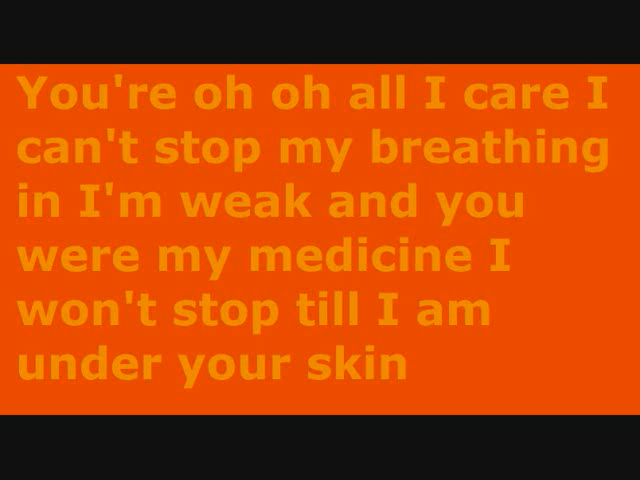 You're oh oh all I care I
can't stop my breathing
in I'm weak and you
were my medicine I
won't stop till I am
under your skin